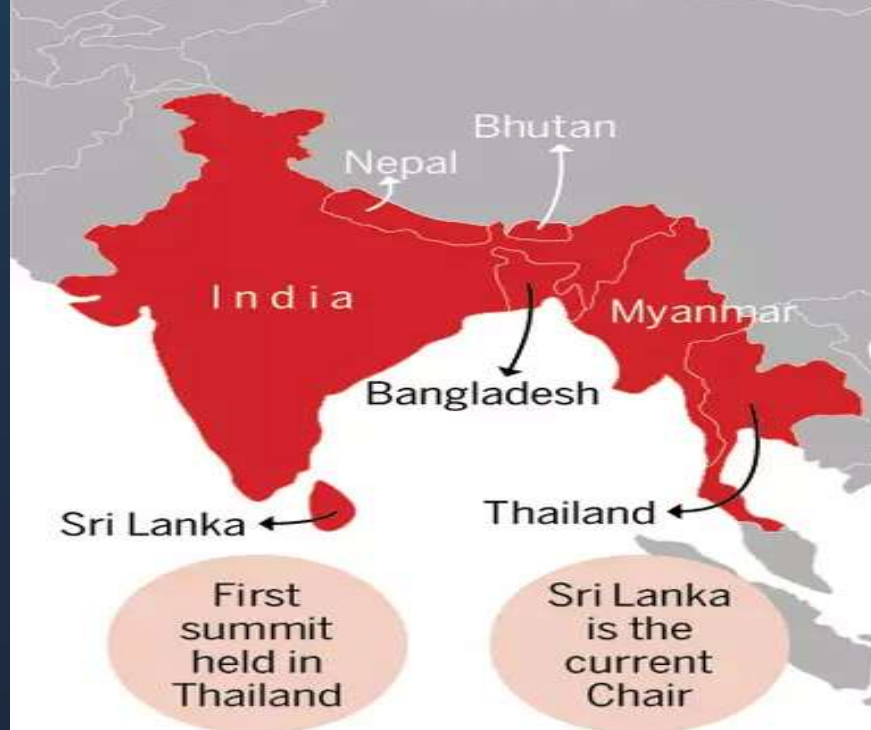 Bhutan
Nepal
India
Myanmar
Bangladesh
Sri Lanka
Thailand
First
summit
held in
Thailand
Sri Lanka
is the
current
Chair